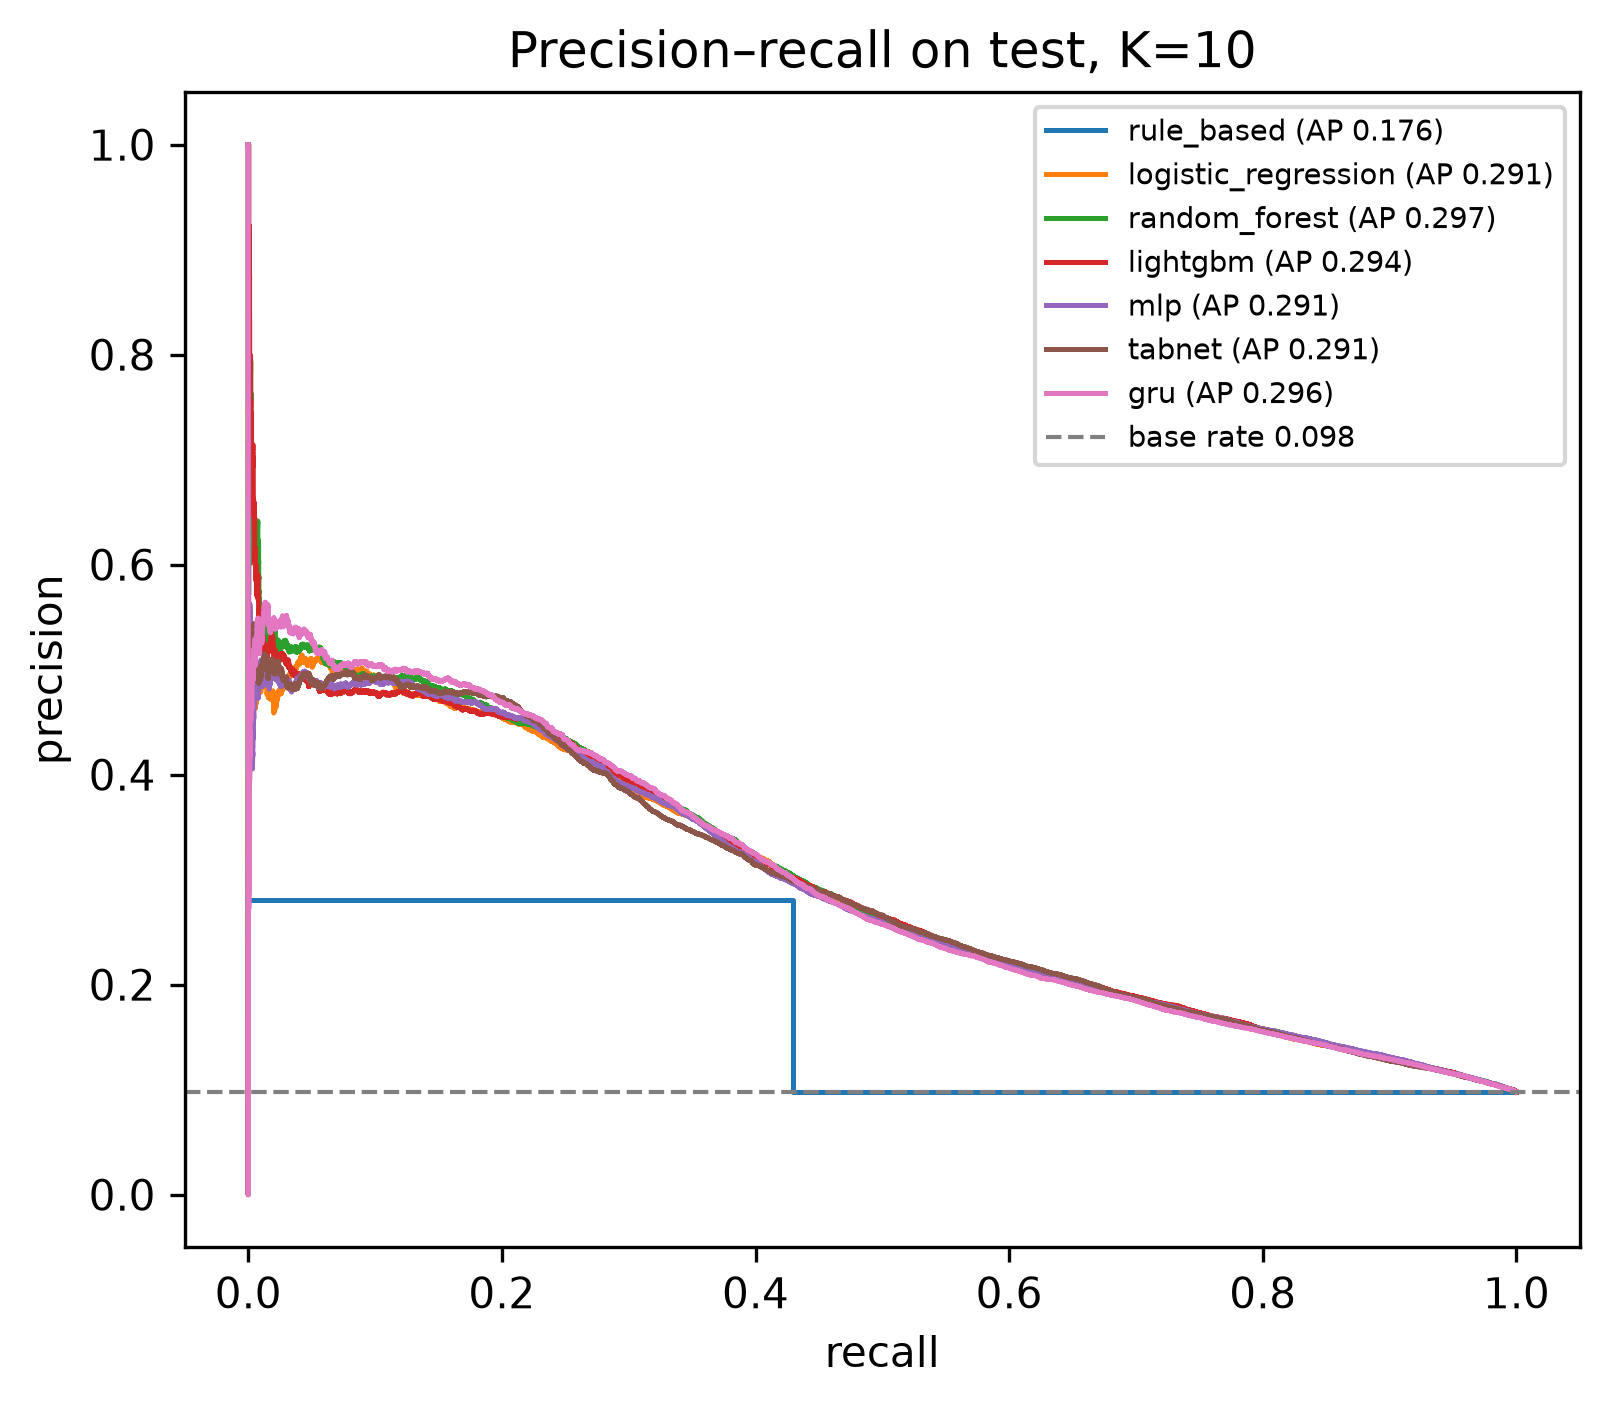 Precision–recall on test, K=10
rule_based (AP 0.176)
logistic_regression (AP 0.291)
random_forest (AP 0.297)
lightgbm (AP 0.294)
mlp (AP 0.291)
tabnet (AP 0.291)
gru (AP 0.296)
base rate 0.098
precision
1.0
0.8
0.6
0.4
0.2
0.0
0.0 0.2 0.4 0.6 0.8 1.0
recall